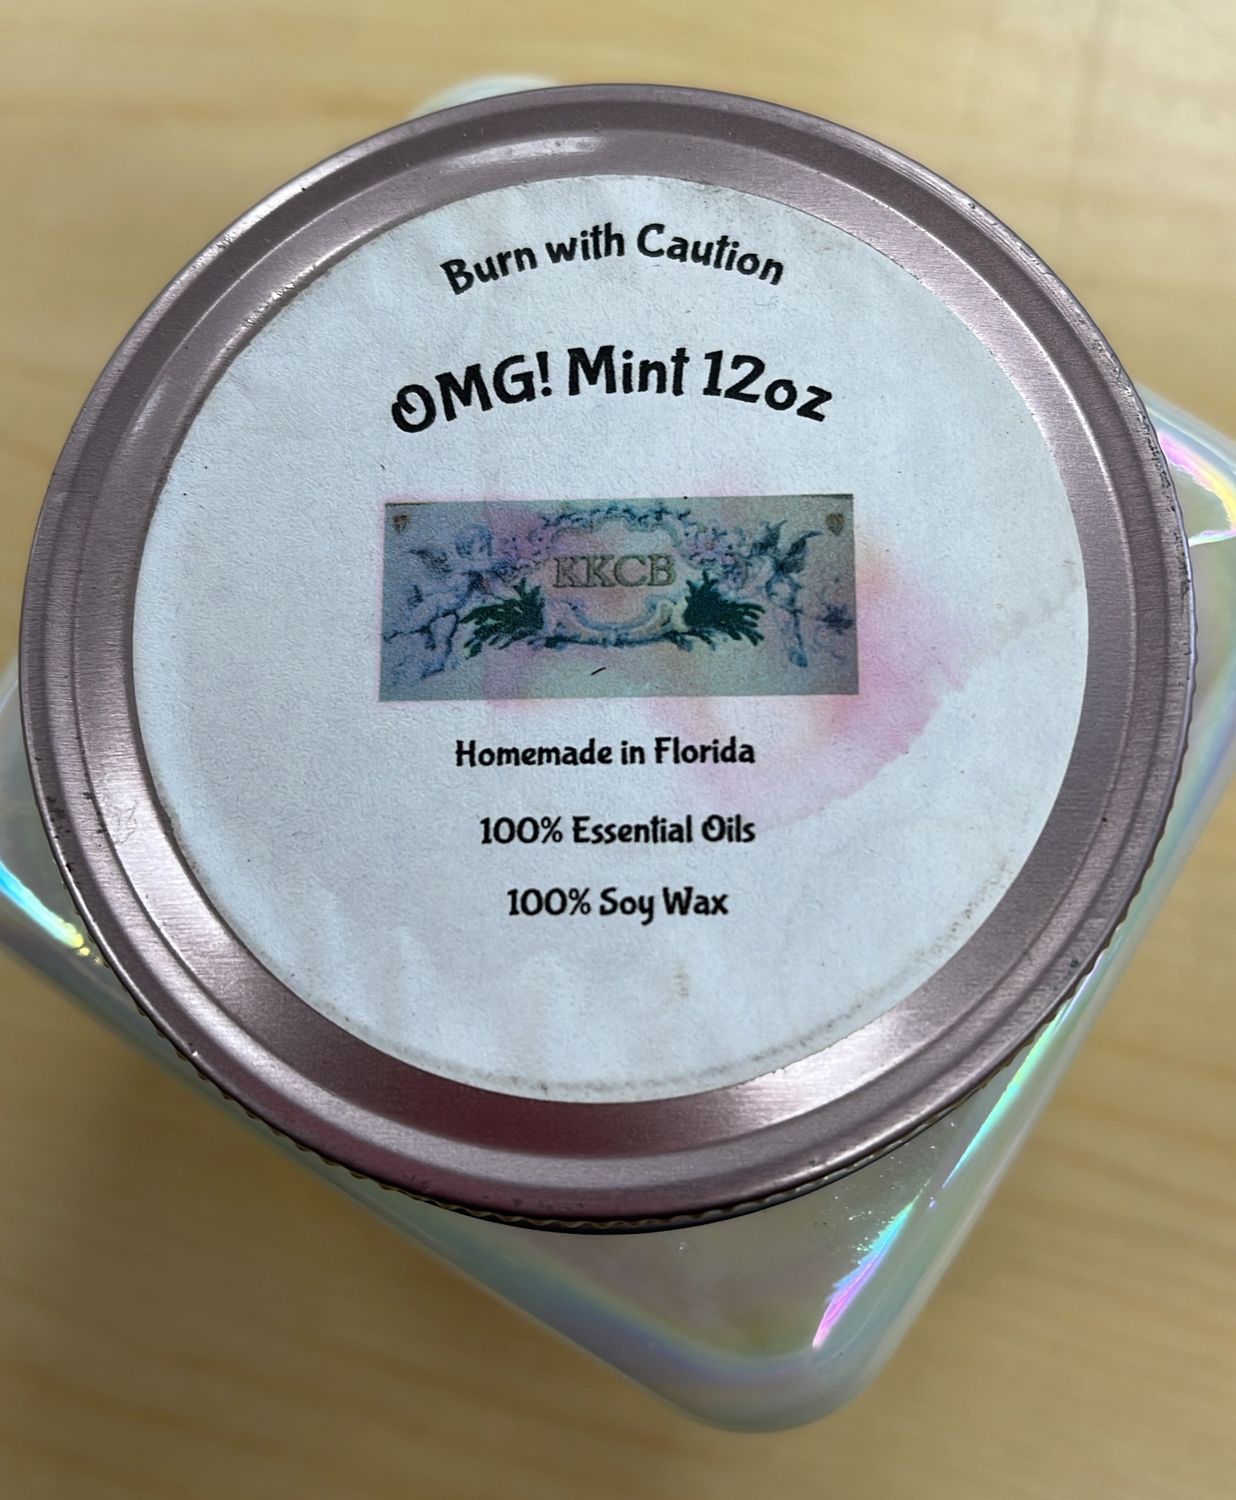 Burn with Caution
OMG! Mint 12oz
KKCB
Homemade in Florida
100% Essential Oils
100% Soy Wax